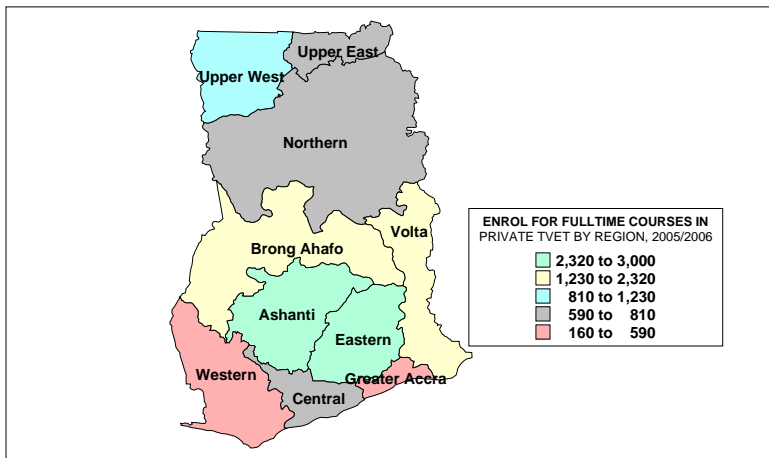 Upper East
Upper West
Northern
Volta
Brong Ahafo
Ashanti
Eastern
Western
Greater Accra
Central
ENROL FOR FULLTIME COURSES IN
PRIVATE TVET BY REGION, 2005/2006
2,320 to 3,000
1,230 to 2,320
810 to 1,230
590 to 810
160 to 590